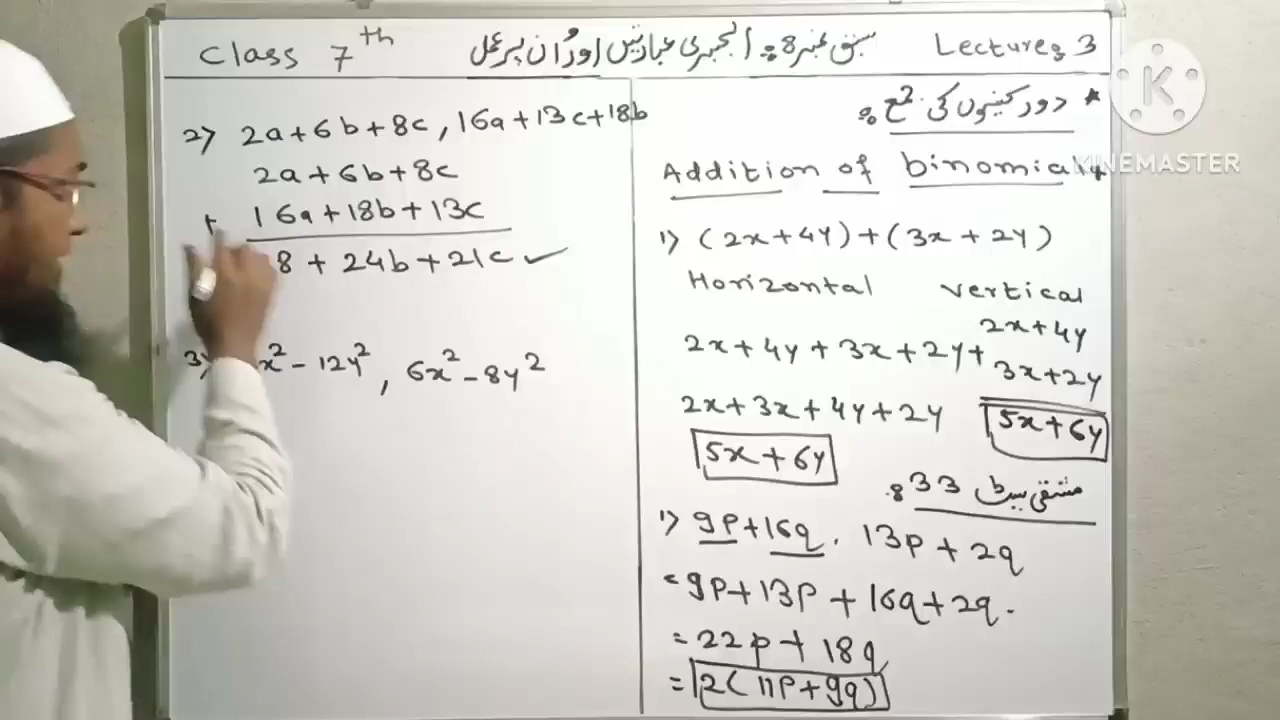 Class 7th سبق نمبر 8: الجبری عبارتیں اور اُن پر عمل Lecture: 3
2) 2a+6b+8c, 16a+13c+18b
2a+6b+8c
+ 16a+18b+13c
8 + 24b+21c ✓
3) x² - 12y², 6x² - 8y²
* دو رکنیوں کی جمع :
Addition of binomials
1) (2x+4y)+(3x+2y)
Horizontal vertical
2x+4y+3x+2y
2x+3x+4y+2y
5x+6y
2x+4y
+ 3x+2y
5x+6y
مشقی سیٹ 33 :
1) 9p+16q, 13p+2q
= 9p+13p+16q+2q.
= 22p+18q
= 2(11p+9q)
K
KINEMASTER